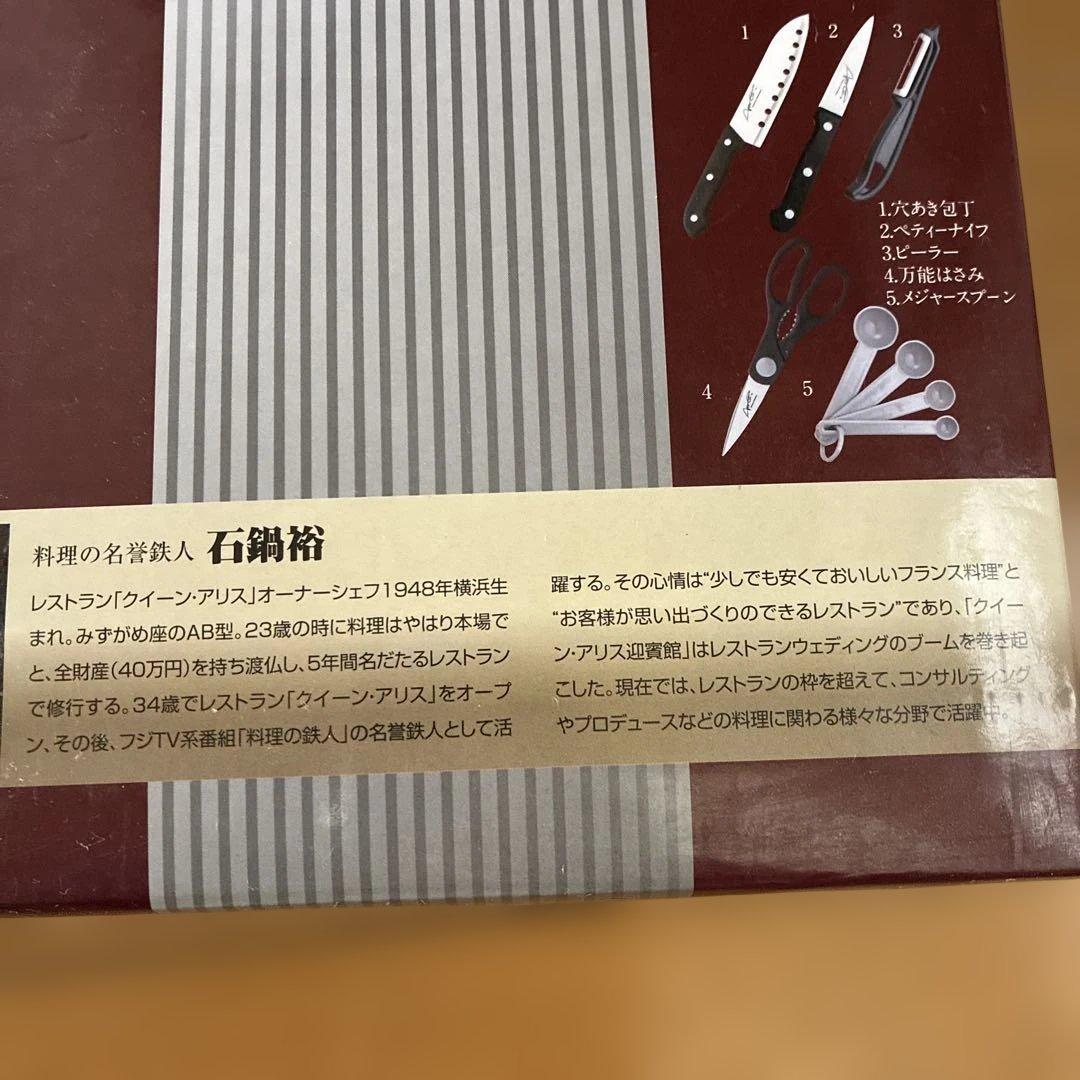 1
2
3
1.穴あき包丁
2.ペティーナイフ
3.ピーラー
4.万能はさみ
5.メジャースプーン
4
5
料理の名誉鉄人 石鍋裕
レストラン「クイーン・アリス」オーナーシェフ1948年横浜生
まれ。みずがめ座のAB型。23歳の時に料理はやはり本場で
と、全財産(40万円)を持ち渡仏し、5年間名だたるレストラン
で修行する。34歳でレストラン「クイーン・アリス」をオープ
ン、その後、フジTV系番組「料理の鉄人」の名誉鉄人として活
躍する。その心情は“少しでも安くておいしいフランス料理”と
“お客様が思い出づくりのできるレストラン”であり、「クイー
ン・アリス迎賓館」はレストランウェディングのブームを巻き起
こした。現在では、レストランの枠を超えて、コンサルティング
やプロデュースなどの料理に関わる様々な分野で活躍中。